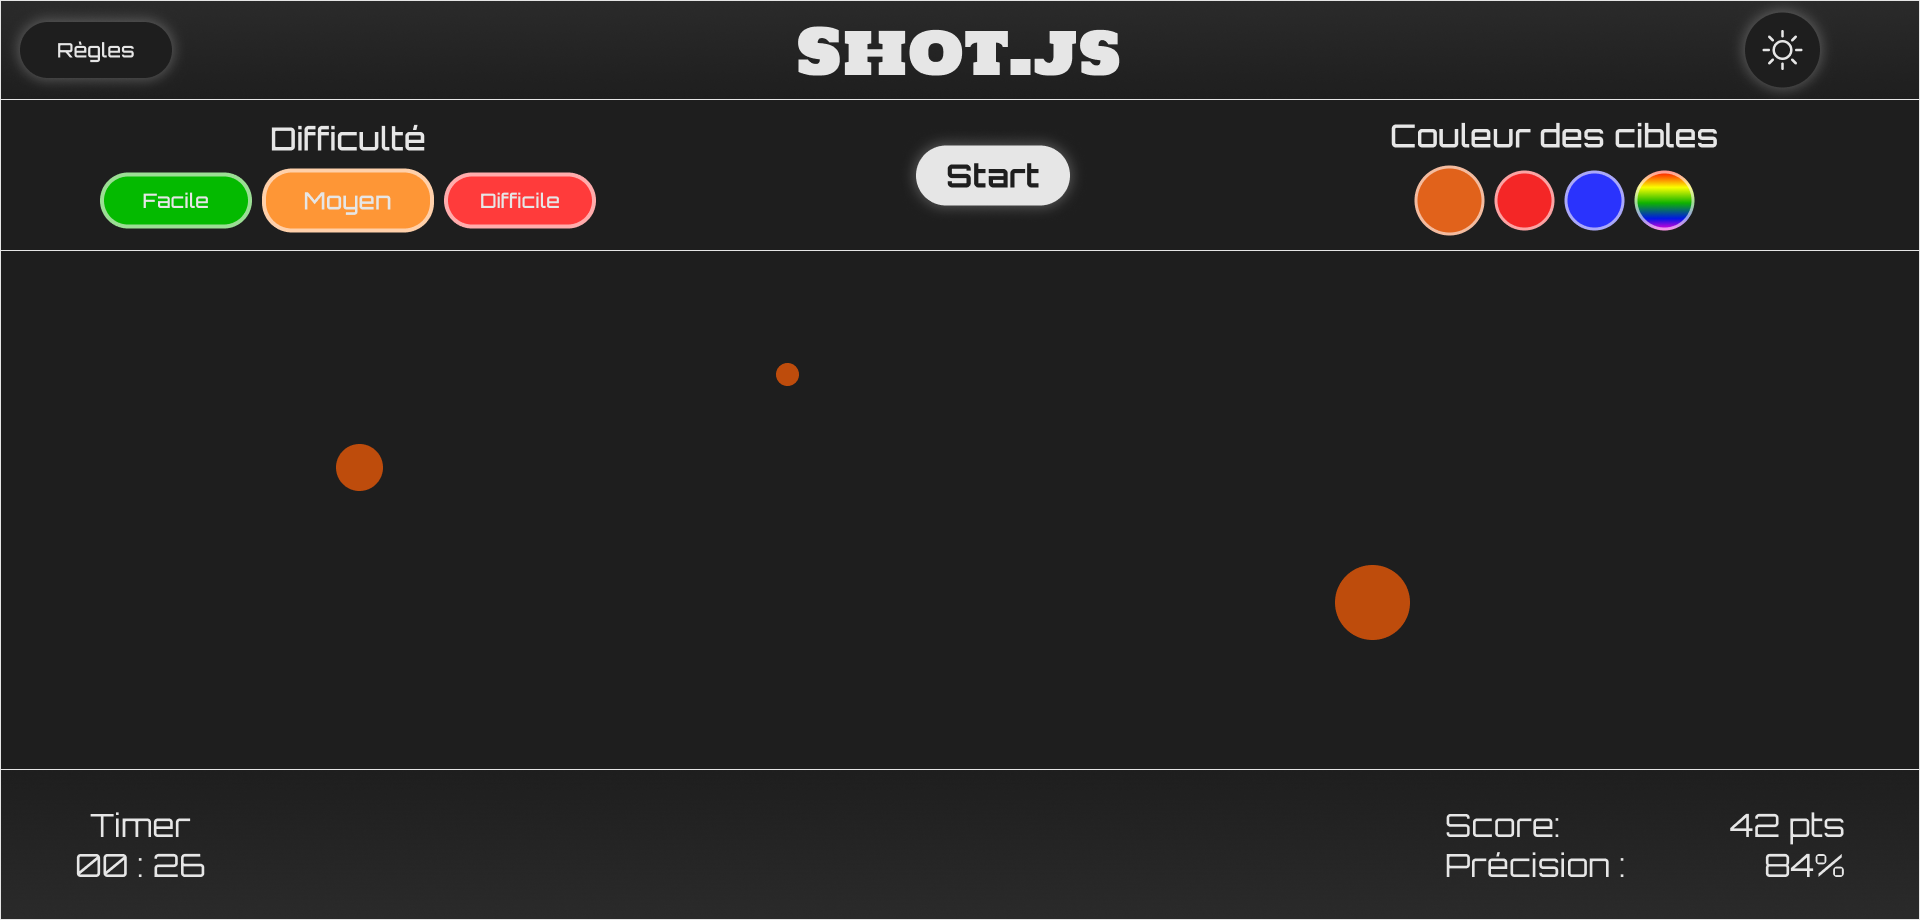 Règles
SHOT.JS
Difficulté
Facile
Moyen
Difficile
Start
Couleur des cibles
Timer
00 : 26
Score: 42 pts
Précision : 84%